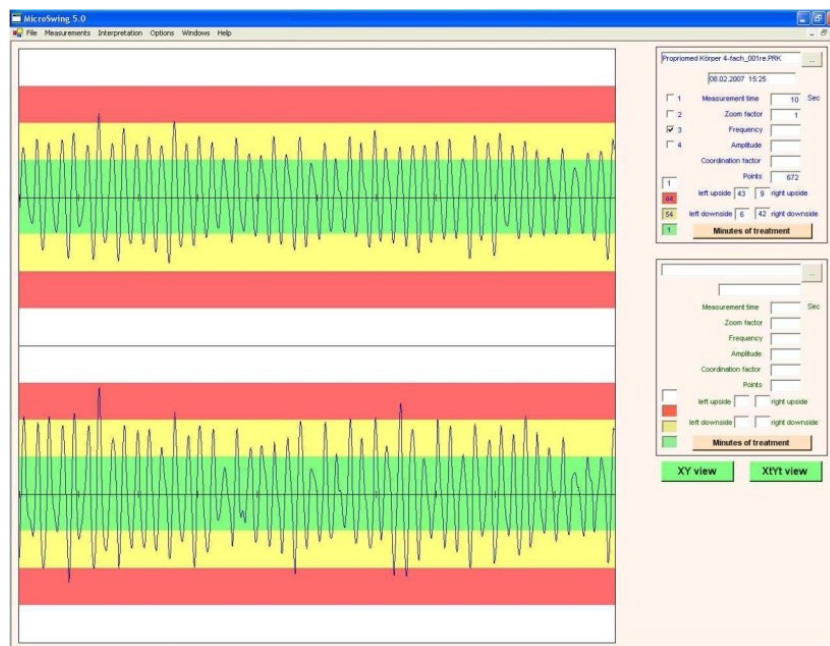 MicroSwing 5.0
File Measurements Interpretation Options Windows Help
Propriomed Körper 4-fach_001re.PRK ...
08.02.2007 15:25
1 Measurement time 10 Sec
2 Zoom factor 1
3 Frequency
4 Amplitude
Coordination factor
Points 672
1
left upside 43 9 right upside
44
54 left downside 6 42 right downside
1 Minutes of treatment
...
Measurement time Sec
Zoom factor
Frequency
Amplitude
Coordination factor
Points
left upside right upside
left downside right downside
Minutes of treatment
XY view XtYt view